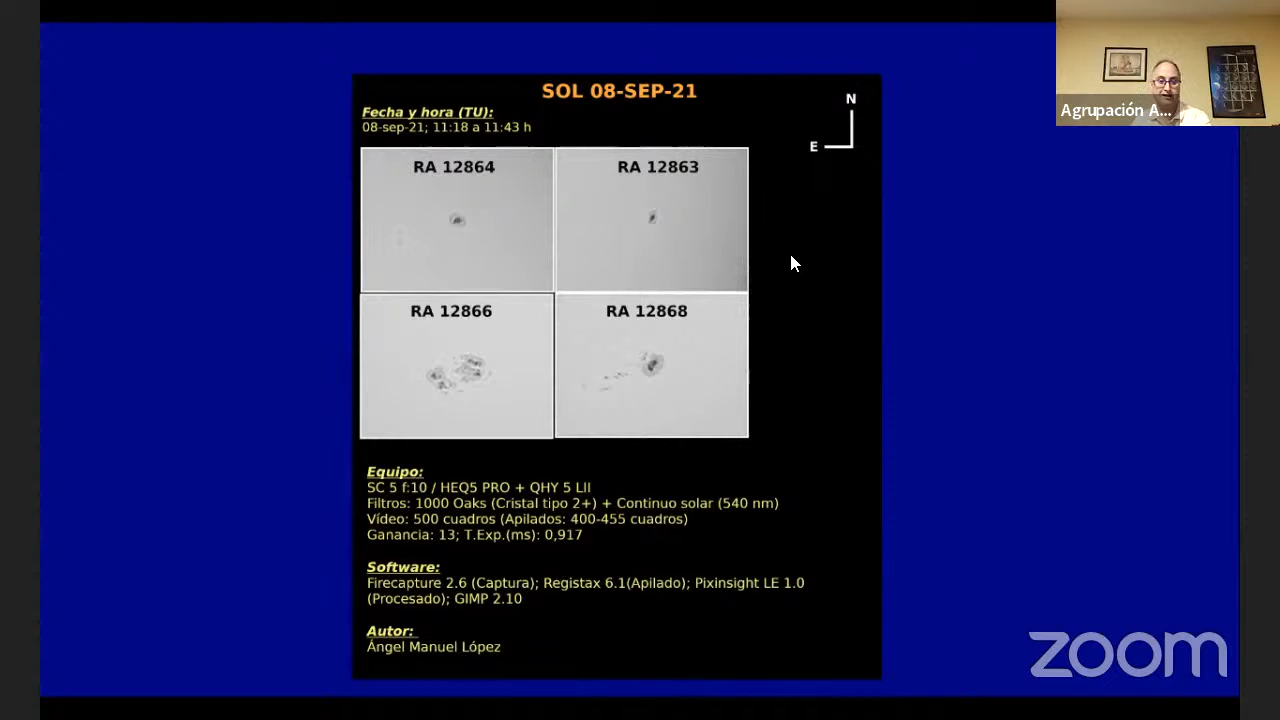 SOL 08-SEP-21
Fecha y hora (TU):
08-sep-21; 11:18 a 11:43 h
N
E
RA 12864
RA 12863
RA 12866
RA 12868
Equipo:
SC 5 f:10 / HEQ5 PRO + QHY 5 LII
Filtros: 1000 Oaks (Cristal tipo 2+) + Continuo solar (540 nm)
Vídeo: 500 cuadros (Apilados: 400-455 cuadros)
Ganancia: 13; T.Exp.(ms): 0,917
Software:
Firecapture 2.6 (Captura); Registax 6.1(Apilado); Pixinsight LE 1.0
(Procesado); GIMP 2.10
Autor:
Ángel Manuel López
Agrupación A...
zoom